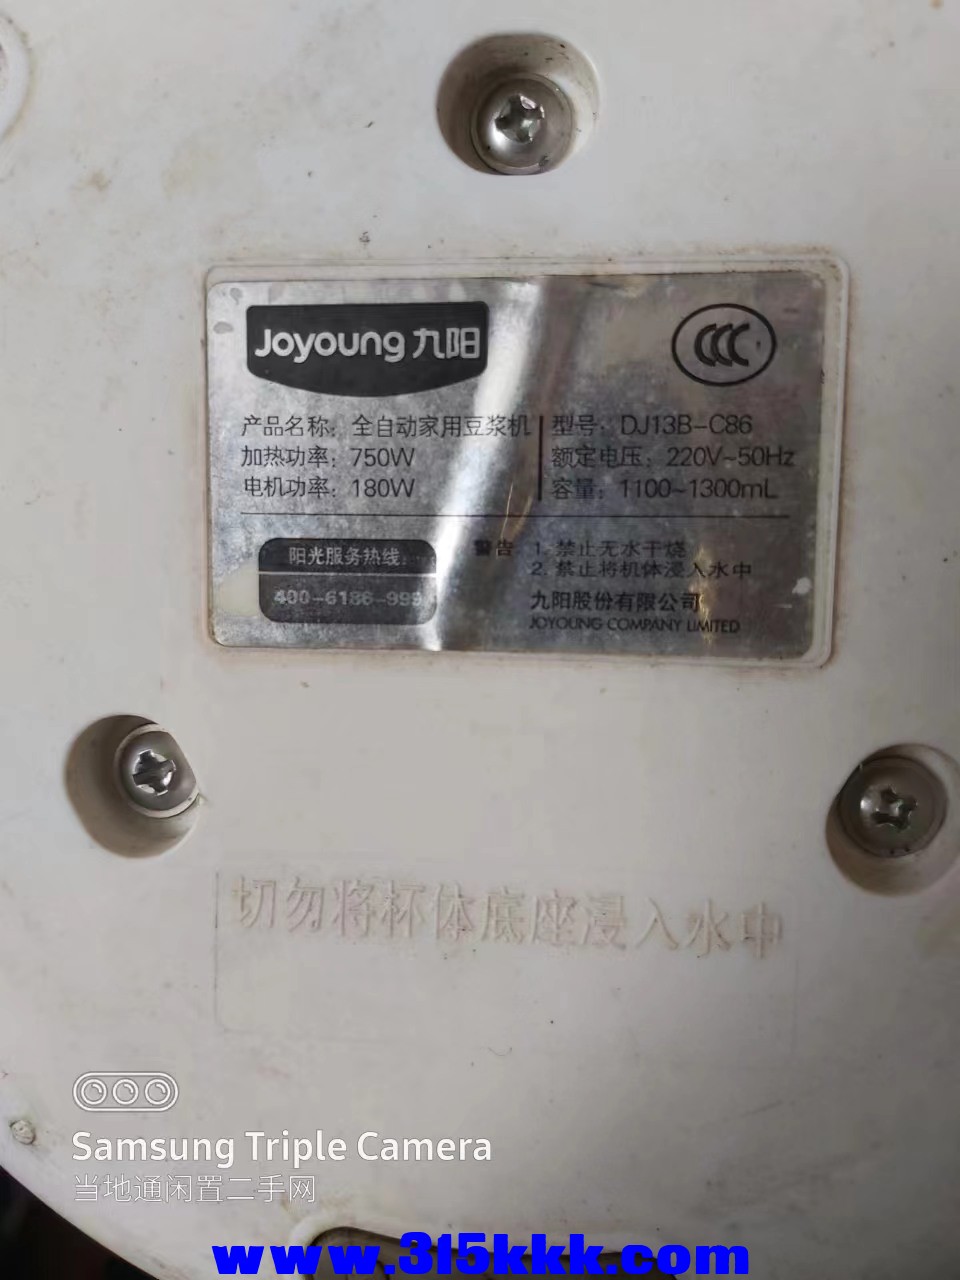 Joyoung 九阳
CCC
产品名称：全自动家用豆浆机
型号：DJ13B-C86
加热功率：750W
额定电压：220V~50Hz
电机功率：180W
容量：1100~1300mL
阳光服务热线：
400-6186-999
警告 1. 禁止无水干烧
2. 禁止将机体浸入水中
九阳股份有限公司
JOYOUNG COMPANY LIMITED
切勿将杯体底座浸入水中
Samsung Triple Camera
当地通闲置二手网
www.315kkk.com